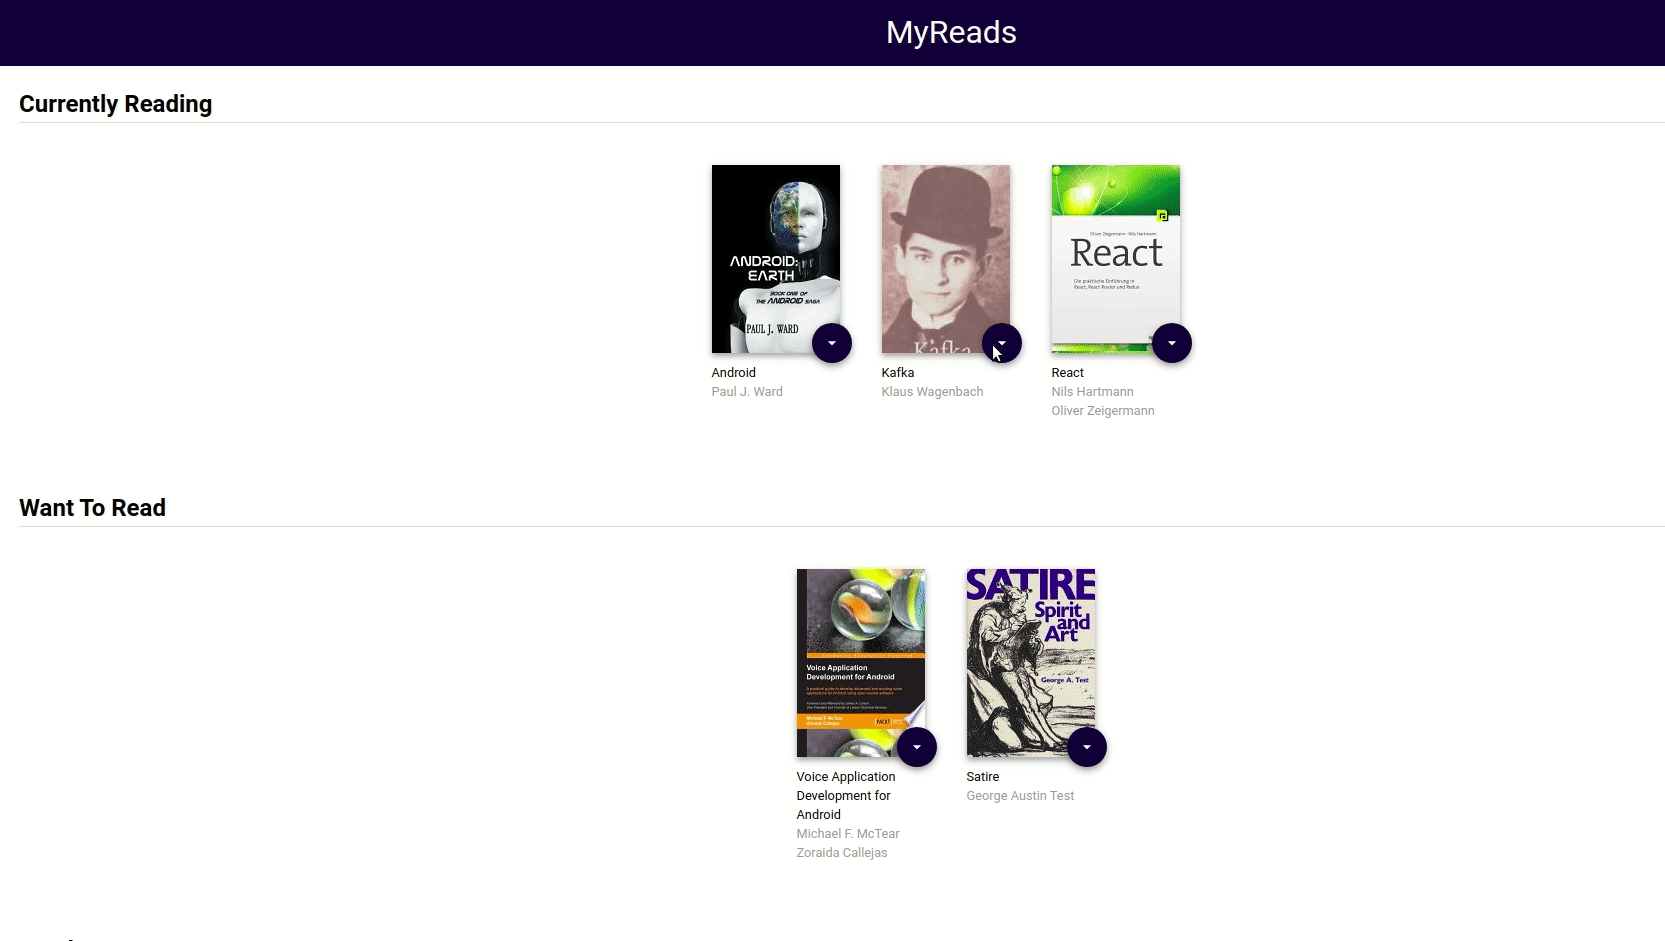 MyReads
Currently Reading
ANDROID:
EARTH
BOOK ONE OF
THE ANDROID SAGA
PAUL J. WARD
Kafka
Oliver Zeigermann · Nils Hartmann
React
Die praktische Einführung in
React, React Router und Redux
Android
Paul J. Ward
Kafka
Klaus Wagenbach
React
Nils Hartmann
Oliver Zeigermann
Want To Read
Voice Application
Development for Android
Michael F. McTear
Zoraida Callejas
PACKT
SATIRE
Spirit
and
Art
George A. Test
Voice Application
Development for
Android
Michael F. McTear
Zoraida Callejas
Satire
George Austin Test